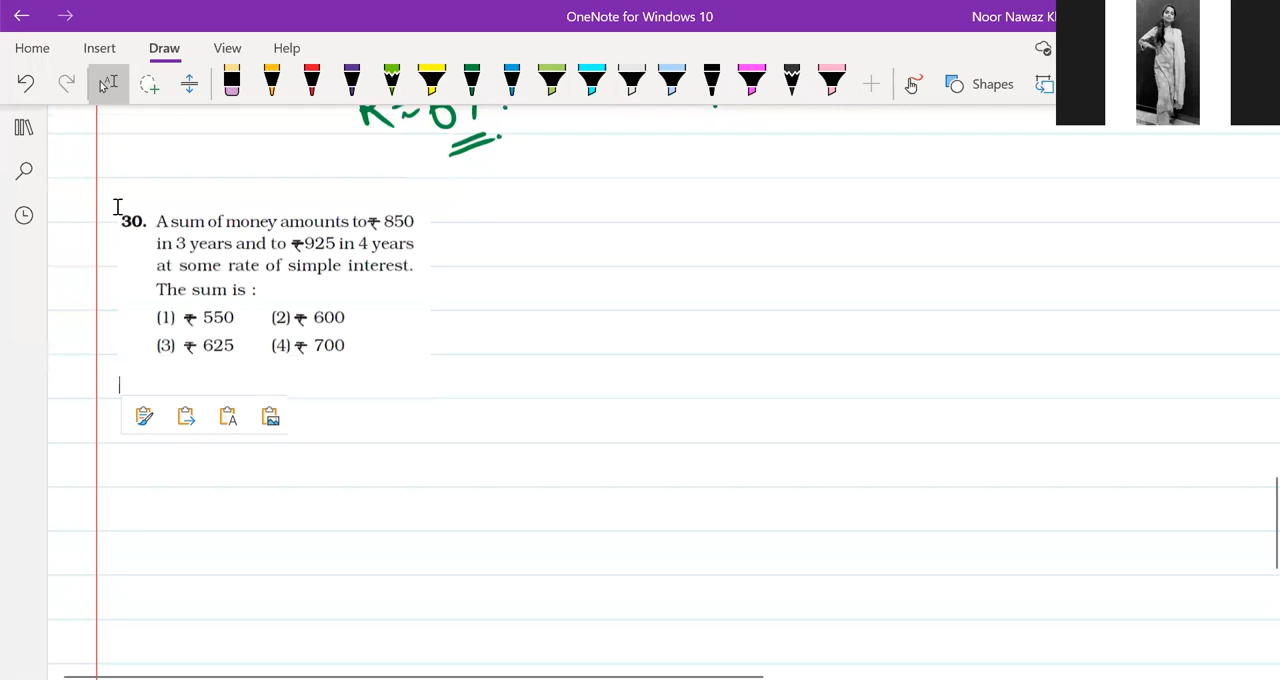 OneNote for Windows 10
Noor Nawaz K
Home Insert Draw View Help
Shapes
30. A sum of money amounts to ₹ 850
in 3 years and to ₹925 in 4 years
at some rate of simple interest.
The sum is :
(1) ₹ 550 (2) ₹ 600
(3) ₹ 625 (4) ₹ 700